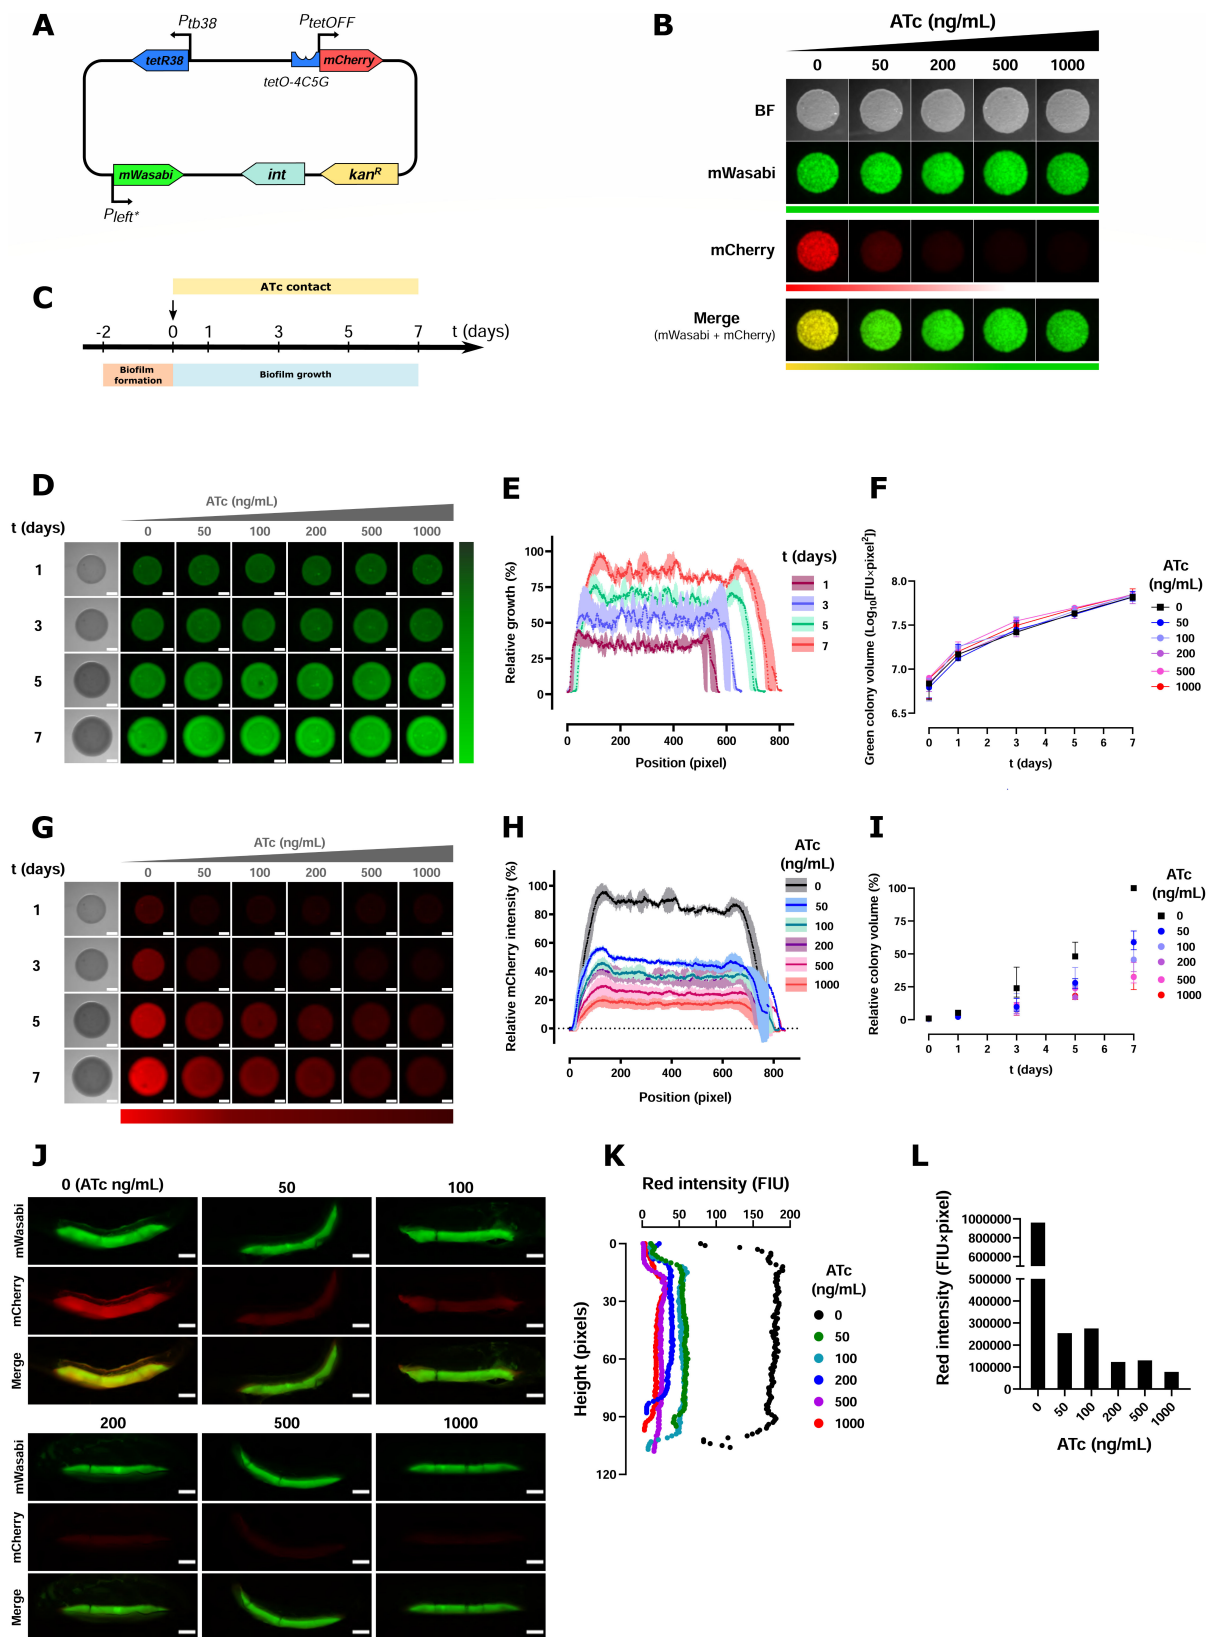 A
Ptb38
PtetOFF
tetR38
mCherry
tetO-4C5G
mWasabi
int
kanR
Pleft*
B
ATc (ng/mL)
0 50 200 500 1000
BF
mWasabi
mCherry
Merge
(mWasabi + mCherry)
C
ATc contact
-2 0 1 3 5 7 t (days)
Biofilm
formation
Biofilm growth
D
ATc (ng/mL)
t (days) 0 50 100 200 500 1000
1
3
5
7
E
Relative growth (%)
100
75
50
25
0
0 200 400 600 800
Position (pixel)
t (days)
1
3
5
7
F
Green colony volume (Log10[FIU×pixel2])
8.0
7.5
7.0
6.5
0 1 2 3 4 5 6 7
t (days)
ATc
(ng/mL)
0
50
100
200
500
1000
G
ATc (ng/mL)
t (days) 0 50 100 200 500 1000
1
3
5
7
H
Relative mCherry intensity (%)
100
80
60
40
20
0
0 200 400 600 800
Position (pixel)
ATc
(ng/mL)
0
50
100
200
500
1000
I
Relative colony volume (%)
100
75
50
25
0
0 1 2 3 4 5 6 7
t (days)
ATc
(ng/mL)
0
50
100
200
500
1000
J
0 (ATc ng/mL) 50 100
mWasabi
mCherry
Merge
200 500 1000
mWasabi
mCherry
Merge
K
Red intensity (FIU)
0 50 100 150 200
Height (pixels)
0
30
60
90
120
ATc
(ng/mL)
0
50
100
200
500
1000
L
Red intensity (FIU×pixel)
1000000
800000
600000
500000
400000
300000
200000
100000
0
0 50 100 200 500 1000
ATc (ng/mL)